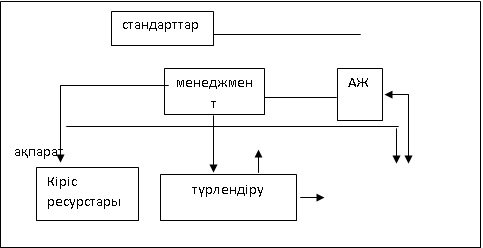 стандарттар
менеджмен
т
АЖ
ақпарат
Кіріс
ресурстары
түрлендіру